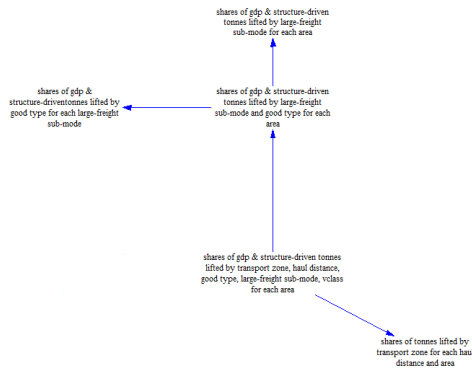 shares of gdp & structure-driven
tonnes lifted by large-freight
sub-mode for each area
shares of gdp &
structure-driventonnes lifted by
good type for each large-freight
sub-mode
shares of gdp & structure-driven
tonnes lifted by large-freight
sub-mode and good type for each
area
shares of gdp & structure-driven tonnes
lifted by transport zone, haul distance,
good type, large-freight sub-mode, vclass
for each area
shares of tonnes lifted by
transport zone for each haul
distance and area